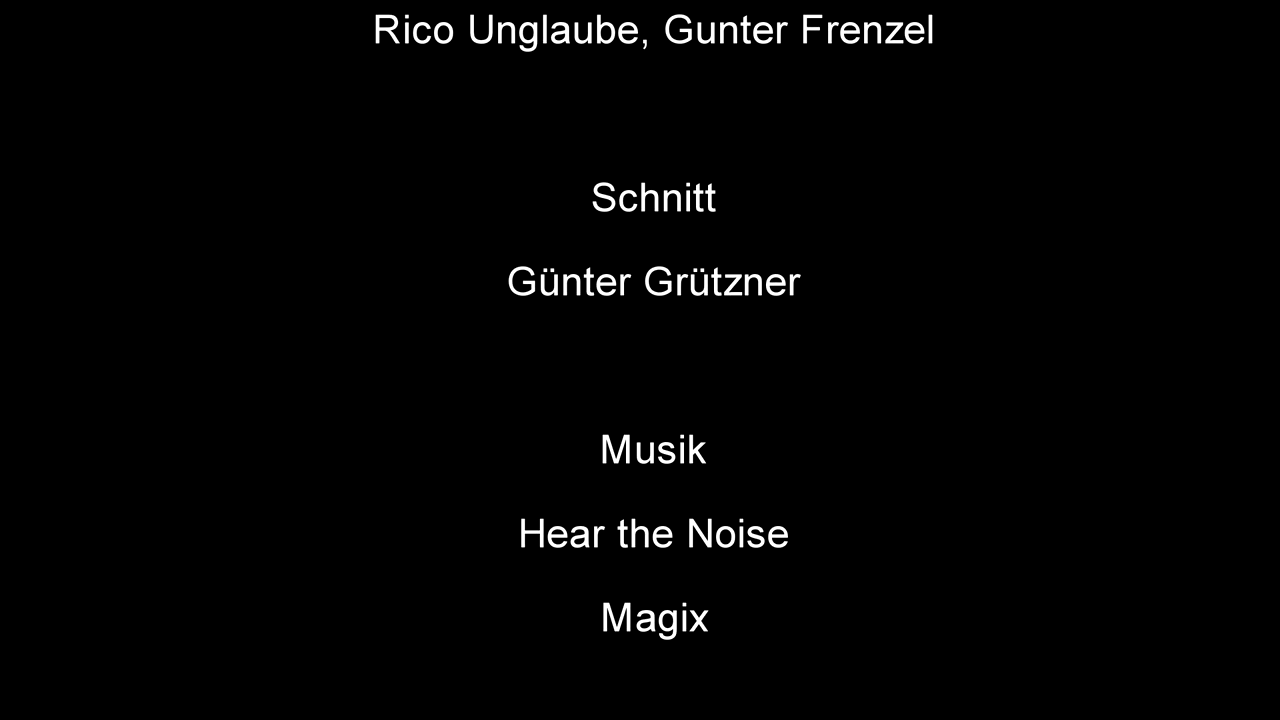 Rico Unglaube, Gunter Frenzel
Schnitt
Günter Grützner
Musik
Hear the Noise
Magix